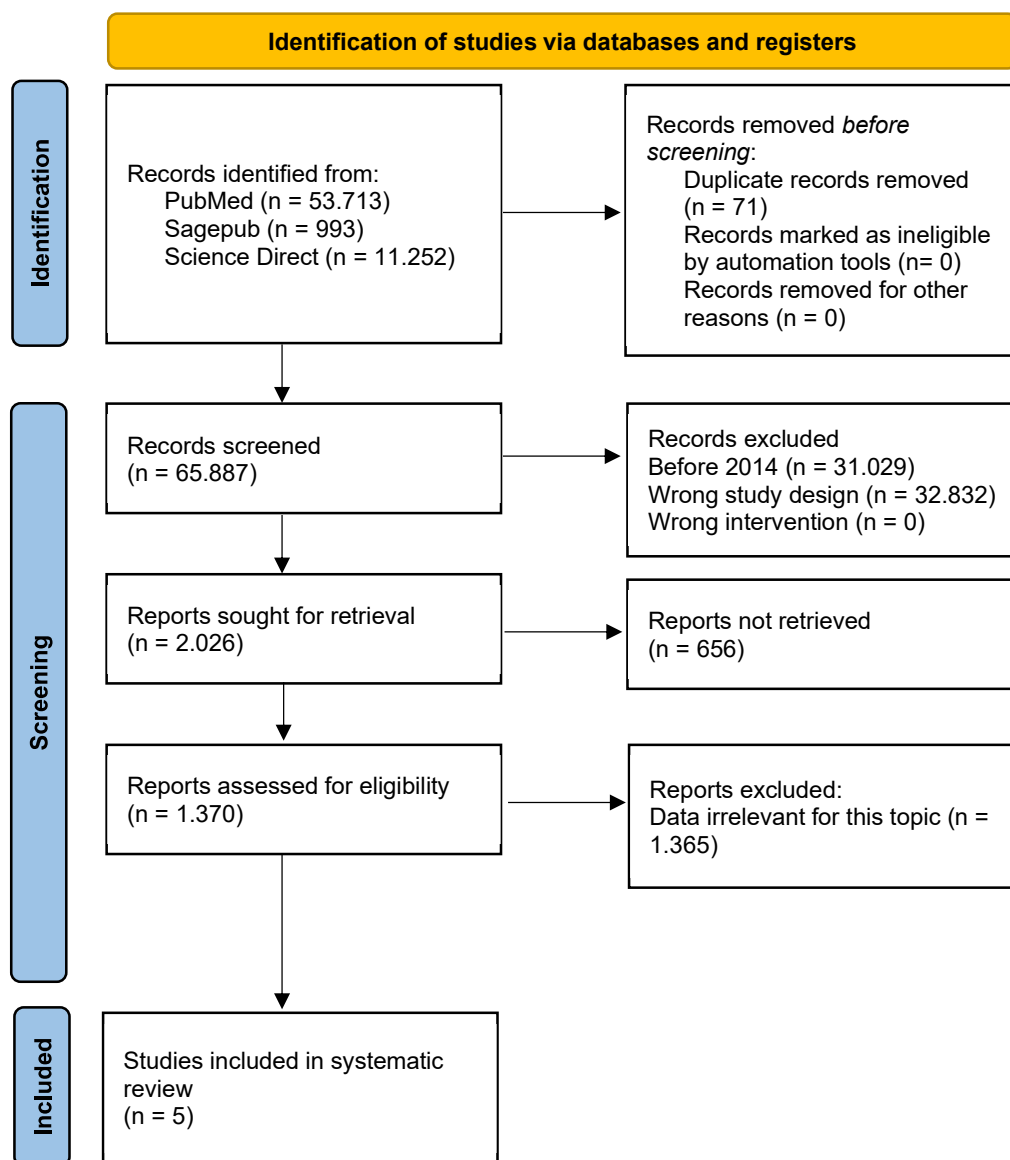 Identification of studies via databases and registers
Identification
Records identified from:
PubMed (n = 53.713)
Sagepub (n = 993)
Science Direct (n = 11.252)
Records removed before
screening:
Duplicate records removed
(n = 71)
Records marked as ineligible
by automation tools (n= 0)
Records removed for other
reasons (n = 0)
Screening
Records screened
(n = 65.887)
Records excluded
Before 2014 (n = 31.029)
Wrong study design (n = 32.832)
Wrong intervention (n = 0)
Reports sought for retrieval
(n = 2.026)
Reports not retrieved
(n = 656)
Reports assessed for eligibility
(n = 1.370)
Reports excluded:
Data irrelevant for this topic (n =
1.365)
Included
Studies included in systematic
review
(n = 5)